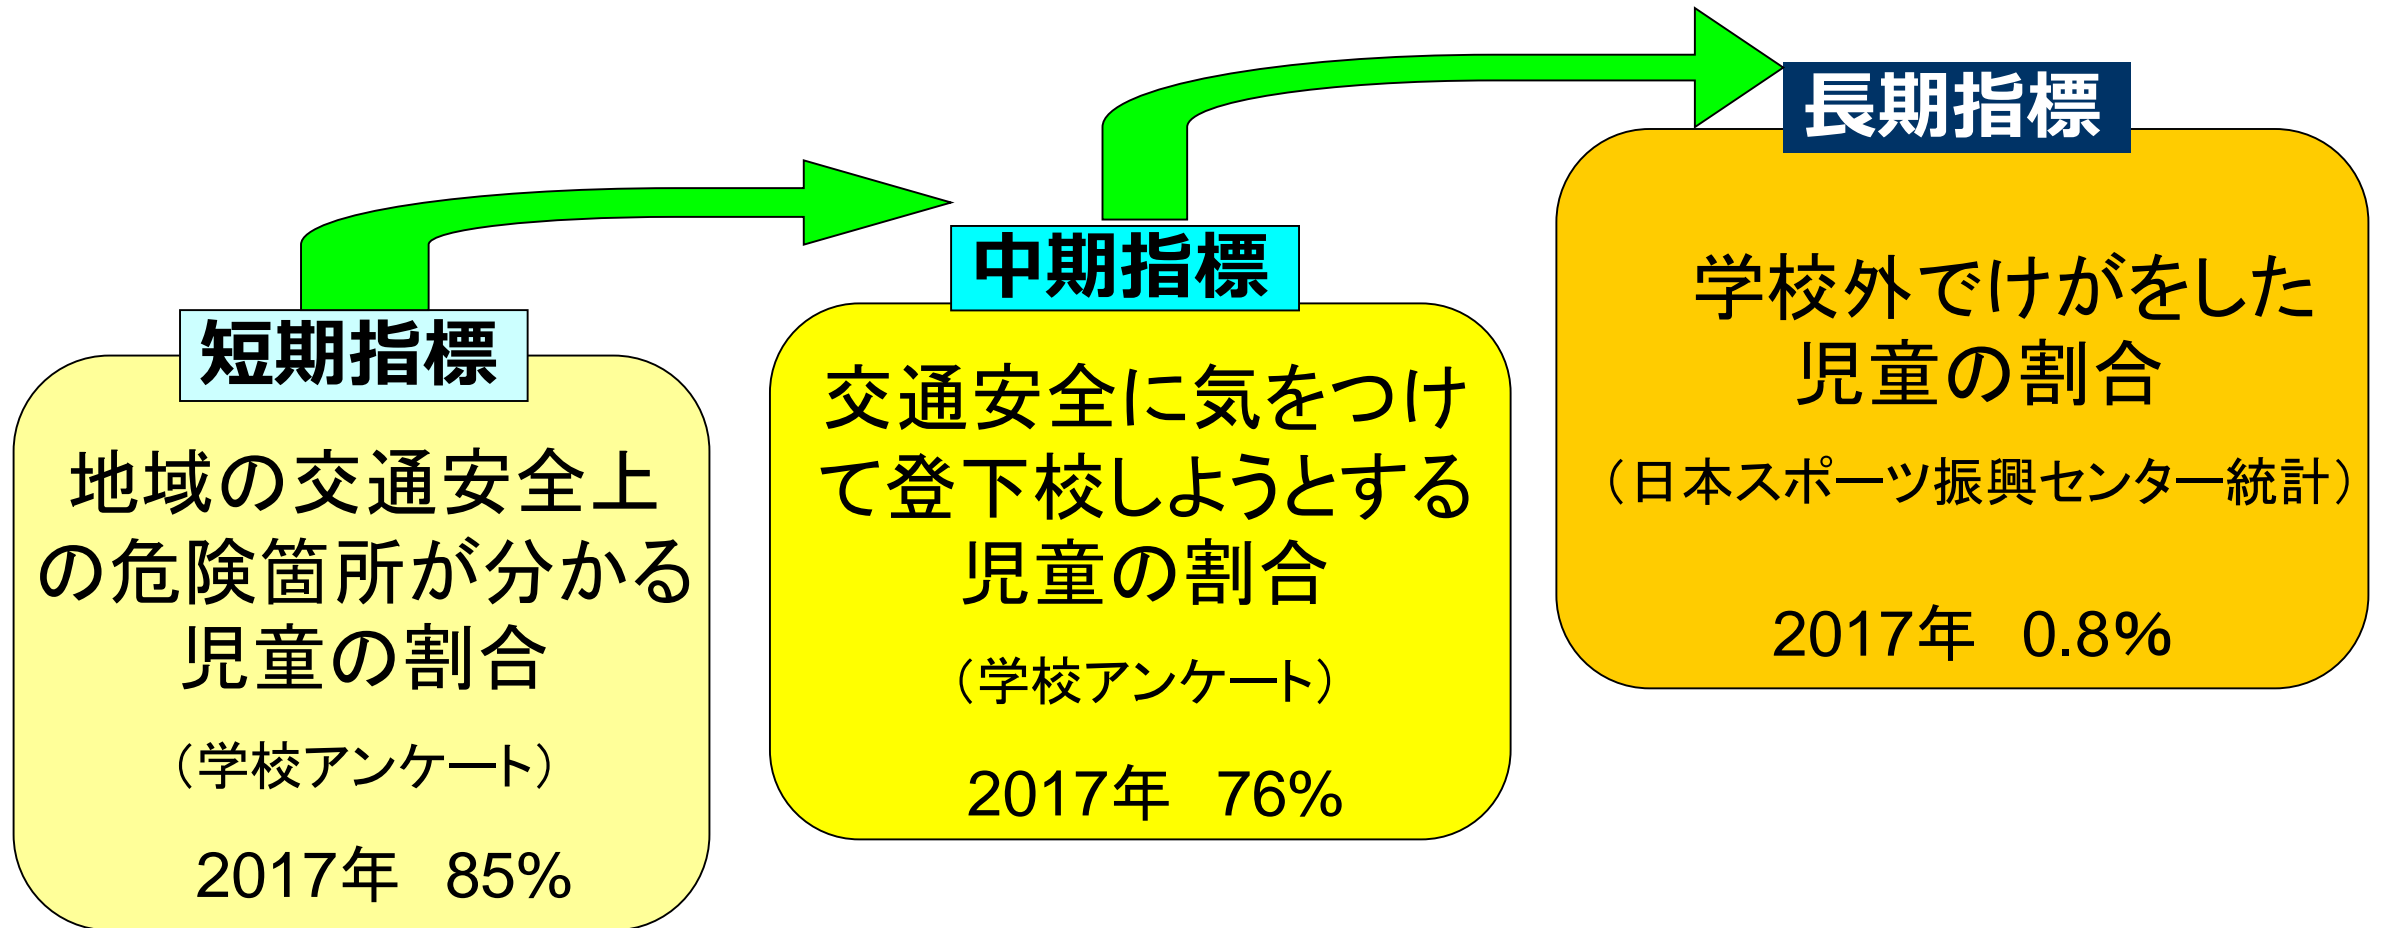 短期指標
地域の交通安全上
の危険箇所が分かる
児童の割合
（学校アンケート）
2017年　85%
中期指標
交通安全に気をつけ
て登下校しようとする
児童の割合
（学校アンケート）
2017年　76%
長期指標
学校外でけがをした
児童の割合
（日本スポーツ振興センター統計）
2017年　0.8%